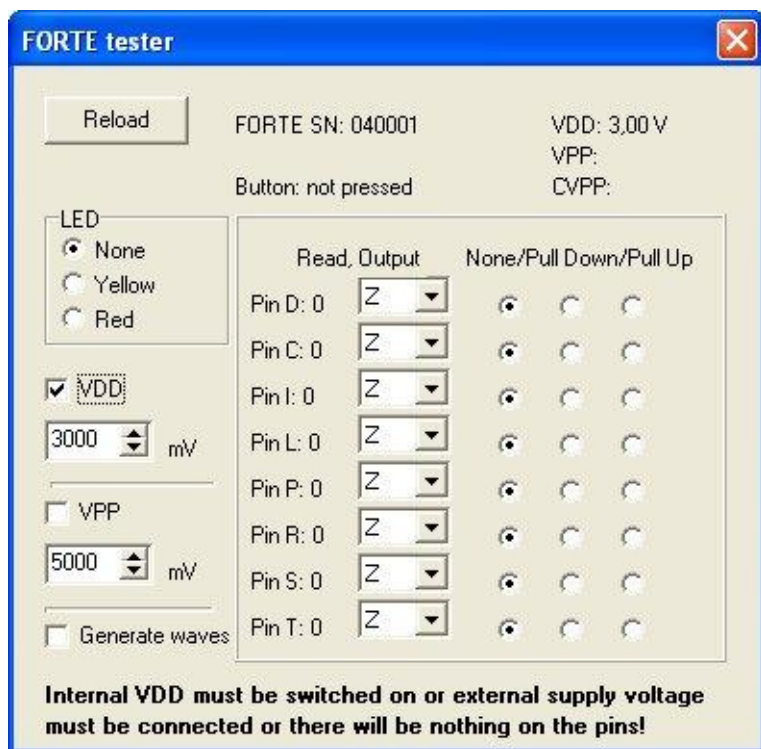 FORTE tester
Reload
FORTE SN: 040001
VDD: 3,00 V
VPP:
Button: not pressed
CVPP:
LED
None
Yellow
Red
VDD
3000 mV
VPP
5000 mV
Generate waves
Read, Output None/Pull Down/Pull Up
Pin D: 0 Z
Pin C: 0 Z
Pin I: 0 Z
Pin L: 0 Z
Pin P: 0 Z
Pin R: 0 Z
Pin S: 0 Z
Pin T: 0 Z
Internal VDD must be switched on or external supply voltage
must be connected or there will be nothing on the pins!